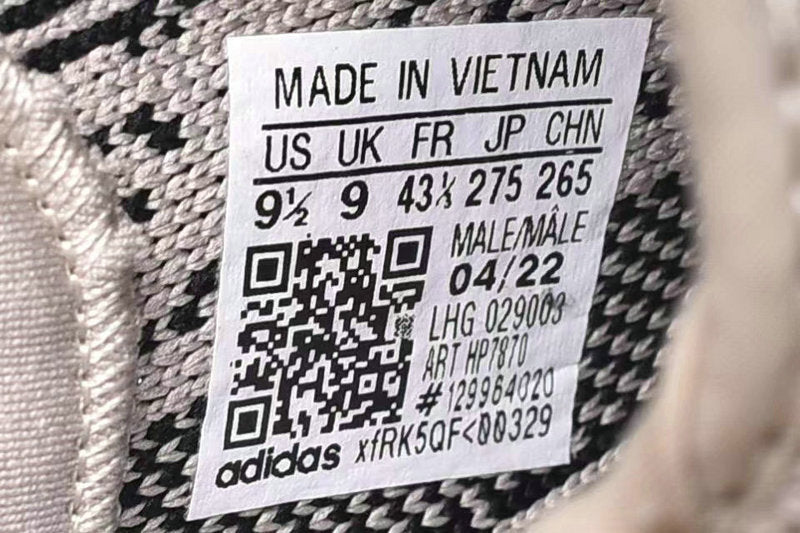 MADE IN VIETNAM
US UK FR JP CHN
9½ 9 43⅓ 275 265
MALE/MÂLE
04/22
LHG 029003
ART HP7870
#129964020
adidas xfRK5QF<00329